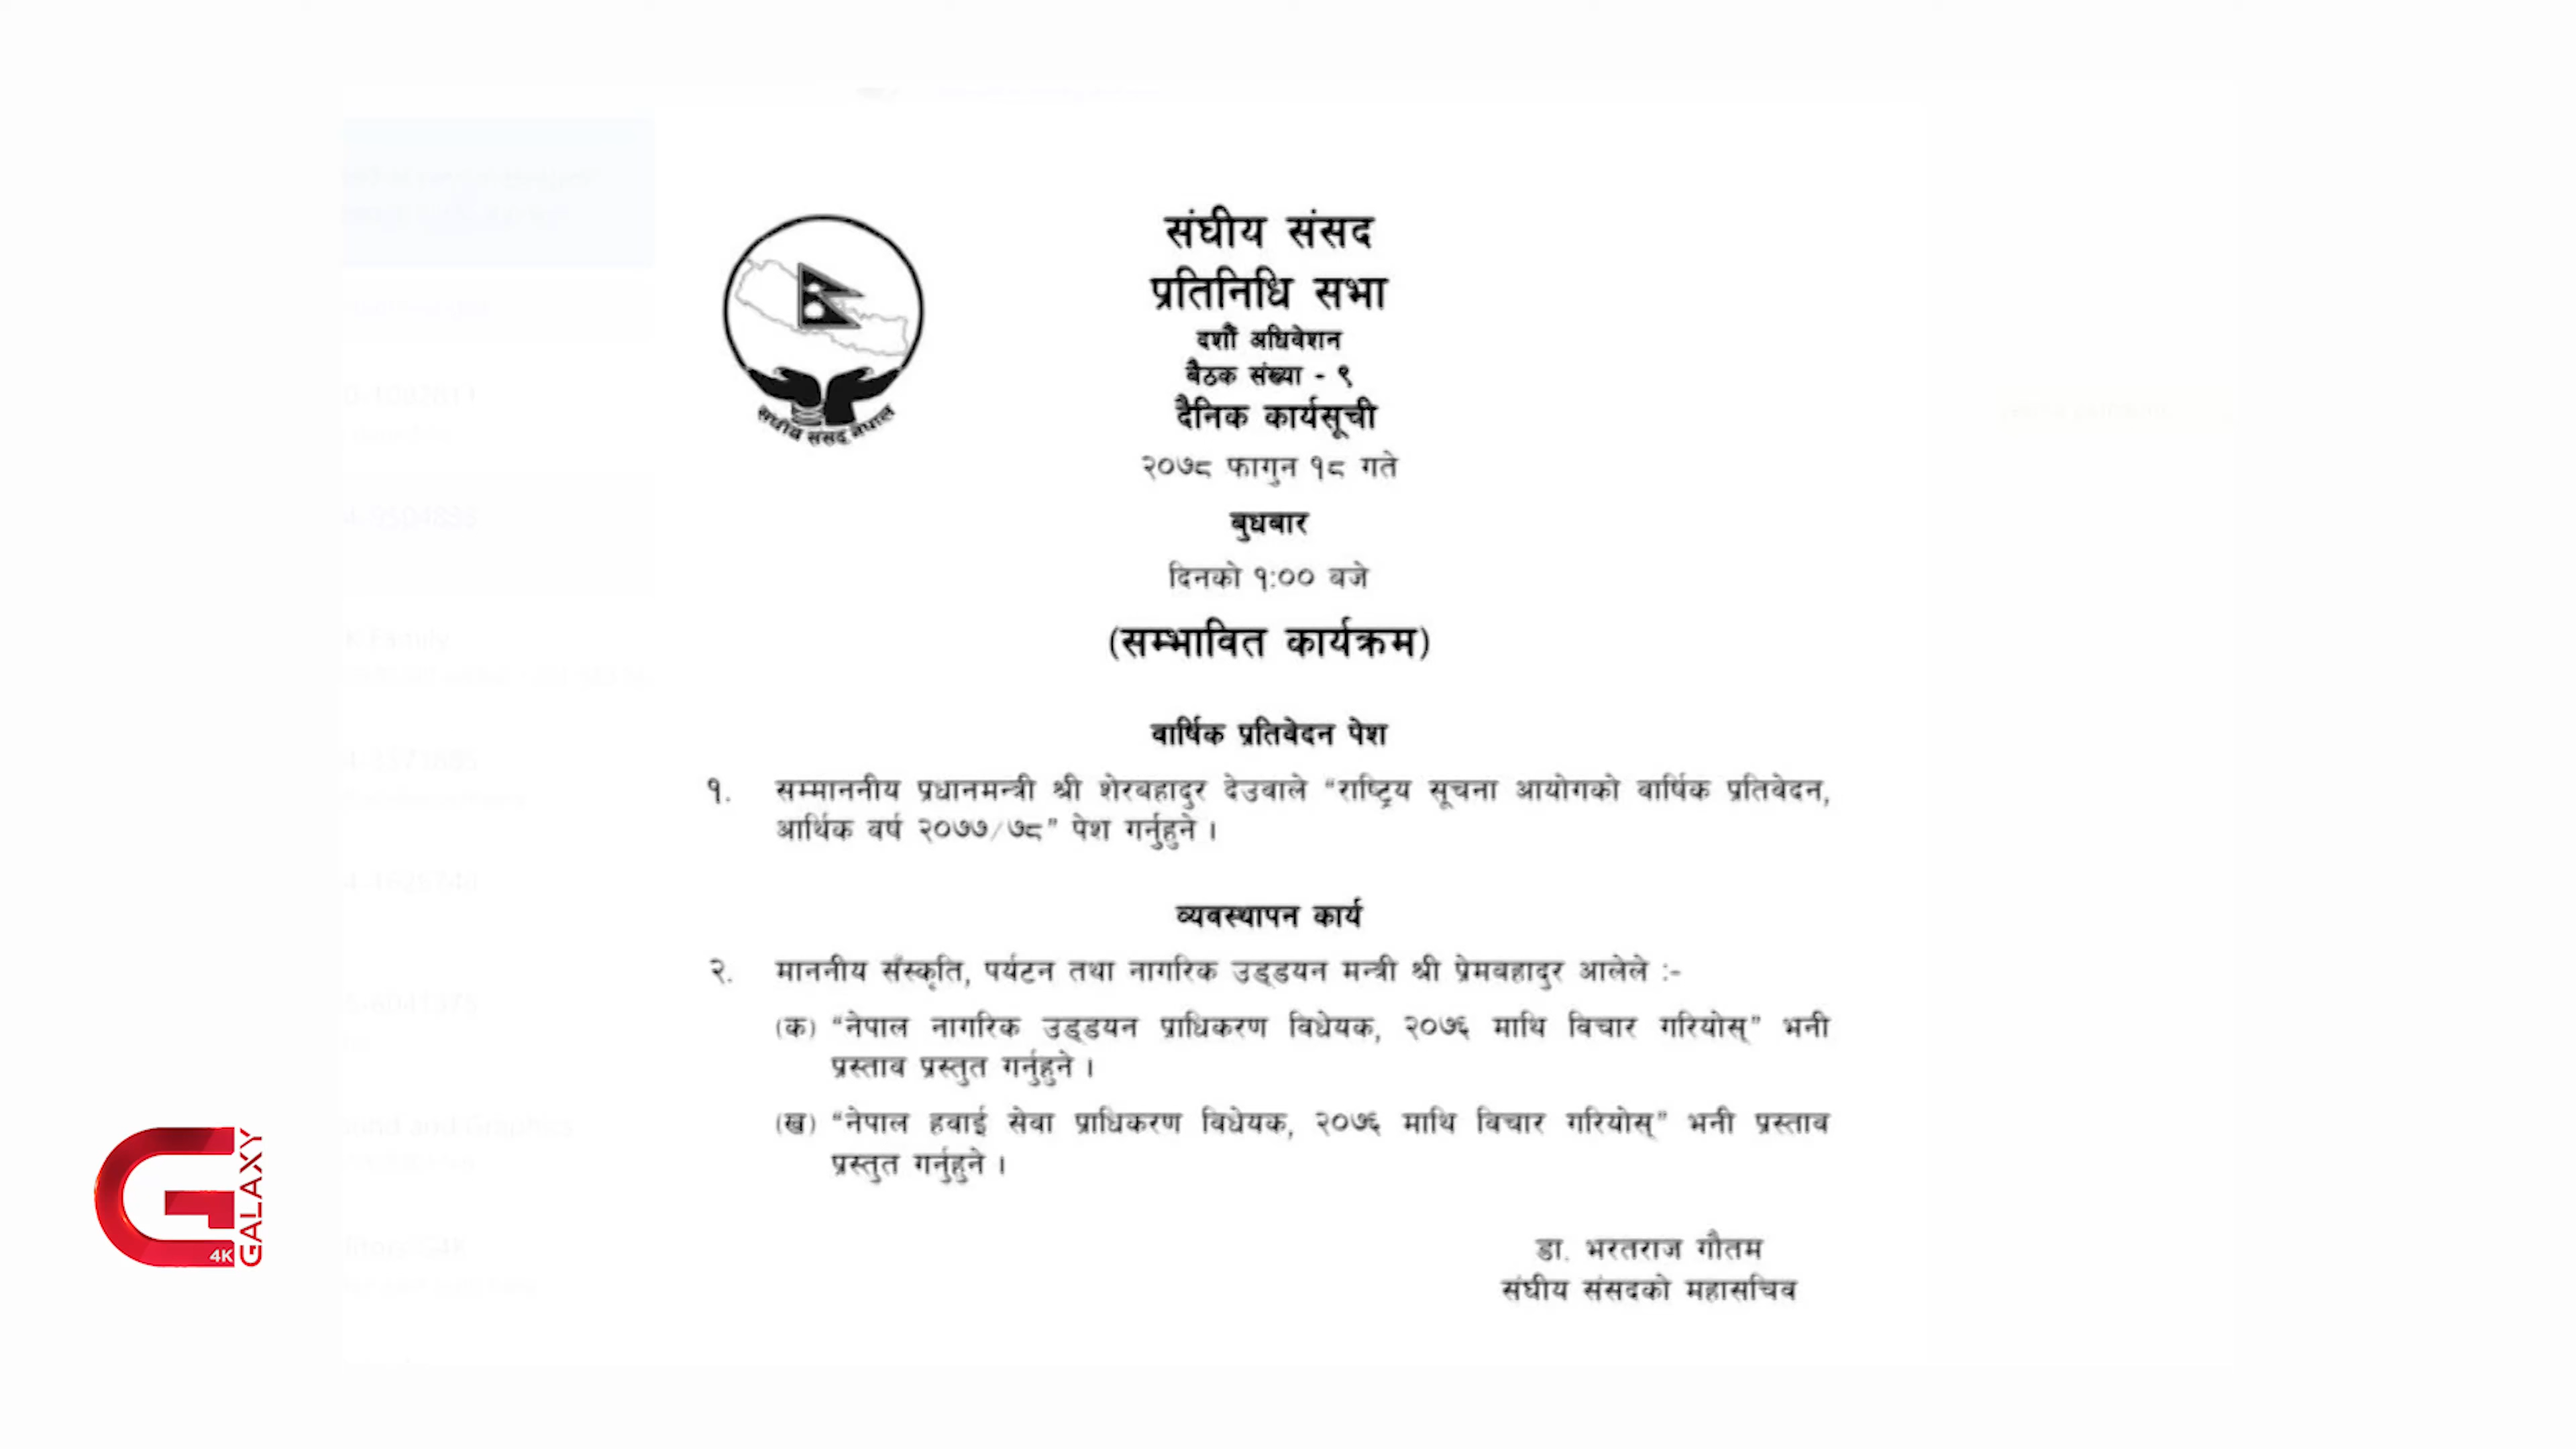 संघीय संसद
प्रतिनिधि सभा
दशौं अधिवेशन
बैठक संख्या - ९
दैनिक कार्यसूची
२०७८ फागुन १८ गते
बुधबार
दिनको १:०० बजे
(सम्भावित कार्यक्रम)
संघीय संसद नेपाल
वार्षिक प्रतिवेदन पेश
१. सम्माननीय प्रधानमन्त्री श्री शेरबहादुर देउवाले “राष्ट्रिय सूचना आयोगको वार्षिक प्रतिवेदन,
आर्थिक वर्ष २०७७/७८” पेश गर्नुहुने ।
व्यवस्थापन कार्य
२. माननीय सँस्कृति, पर्यटन तथा नागरिक उड्डयन मन्त्री श्री प्रेमबहादुर आलेले :-
(क) “नेपाल नागरिक उड्डयन प्राधिकरण विधेयक, २०७६ माथि विचार गरियोस्” भनी
प्रस्ताव प्रस्तुत गर्नुहुने ।
(ख) “नेपाल हवाई सेवा प्राधिकरण विधेयक, २०७६ माथि विचार गरियोस्” भनी प्रस्ताव
प्रस्तुत गर्नुहुने ।
डा. भरतराज गौतम
संघीय संसदको महासचिव
GALAXY
4K